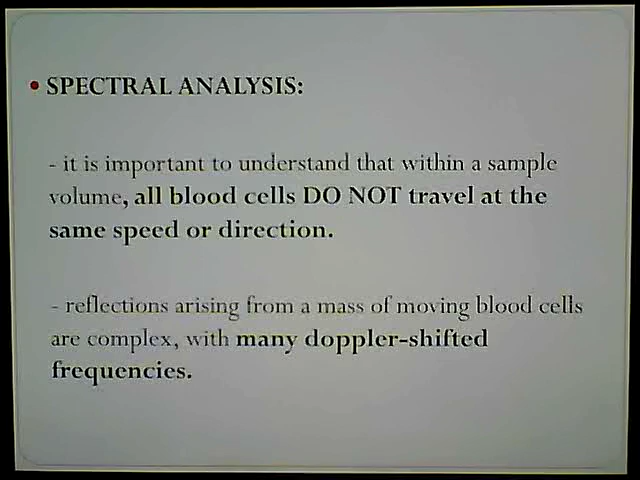 • SPECTRAL ANALYSIS:
- it is important to understand that within a sample
volume, all blood cells DO NOT travel at the
same speed or direction.
- reflections arising from a mass of moving blood cells
are complex, with many doppler-shifted
frequencies.